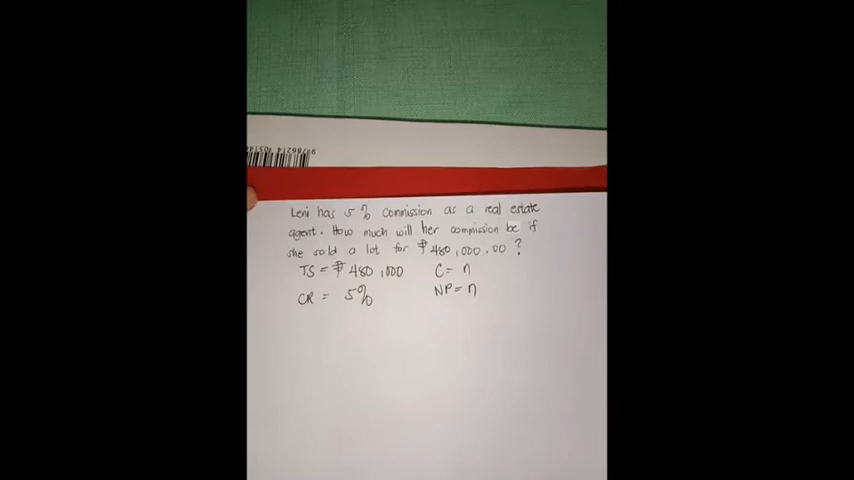 Leni has 5% commission as a real estate
agent. How much will her commission be if
she sold a lot for ₱480,000.00?
TS = ₱480,000 C = n
CR = 5% NP = n